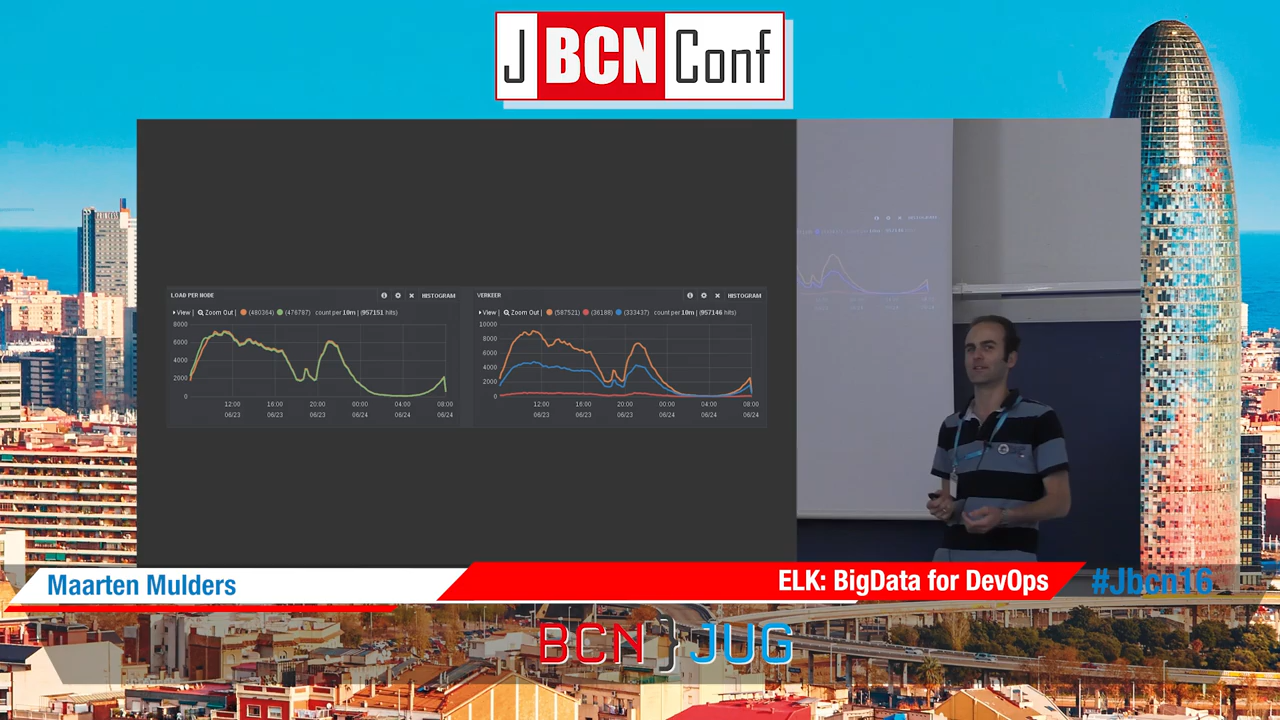 J BCN Conf
LOAD PER NODE
HISTOGRAM
View | Zoom Out | (480364) (476787) count per 10m | (957151 hits)
8000
6000
4000
2000
0
12:00 16:00 20:00 00:00 04:00 08:00
06/23 06/23 06/23 06/24 06/24 06/24
VERKEER
HISTOGRAM
View | Zoom Out | (587521) (36188) (333437) count per 10m | (957146 hits)
10000
8000
6000
4000
2000
0
12:00 16:00 20:00 00:00 04:00 08:00
06/23 06/23 06/23 06/24 06/24 06/24
Maarten Mulders
ELK: BigData for DevOps
#Jbcn16
BCN JUG